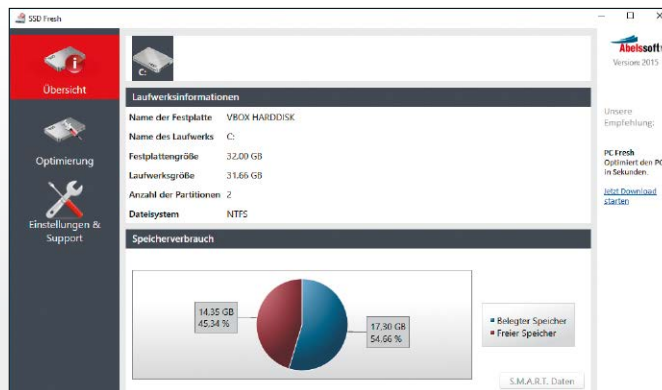 SSD Fresh
Übersicht
Optimierung
Einstellungen &
Support
C:
Laufwerksinformationen
Name der Festplatte VBOX HARDDISK
Name des Laufwerks C:
Festplattengröße 32.00 GB
Laufwerksgröße 31.66 GB
Anzahl der Partitionen 2
Dateisystem NTFS
Speicherverbrauch
14,35 GB
45,34 %
17,30 GB
54,66 %
Belegter Speicher
Freier Speicher
S.M.A.R.T. Daten
Abelssoft
Version: 2015
Unsere
Empfehlung:
PC Fresh
Optimiert den PC
in Sekunden.
Jetzt Download
starten